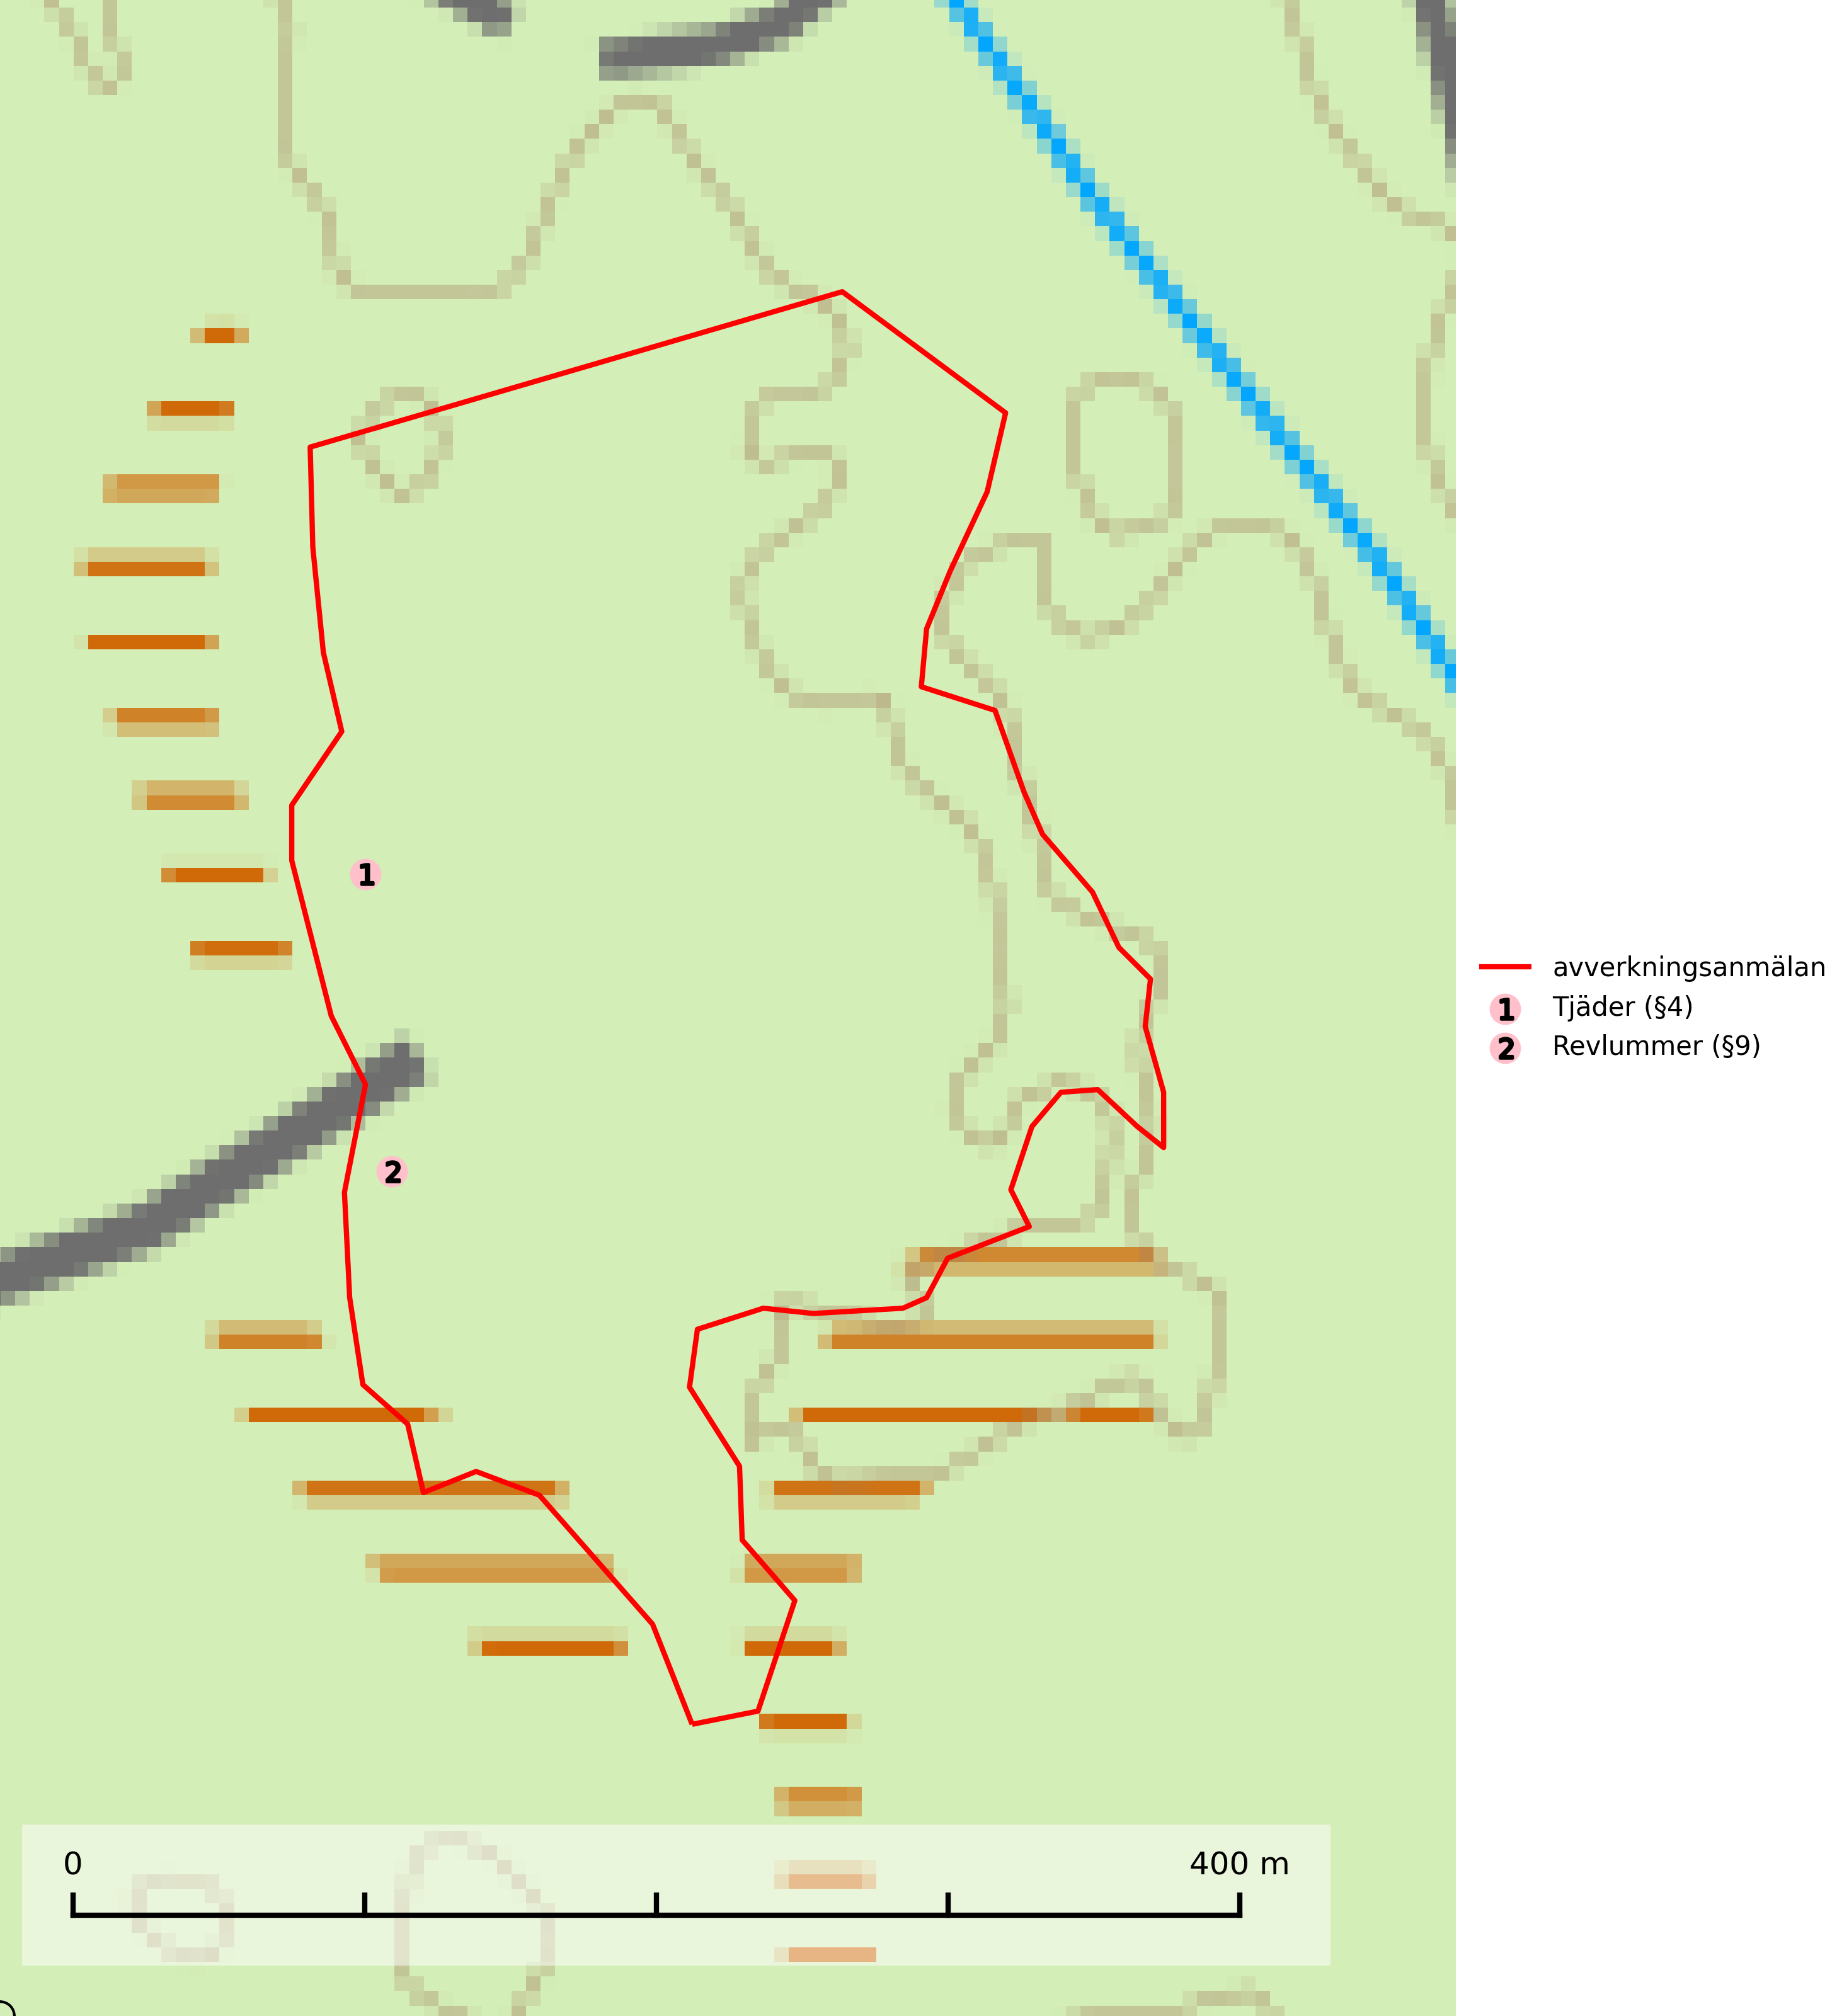 1
2
avverkningsanmälan
1 Tjäder (§4)
2 Revlummer (§9)
0 400 m